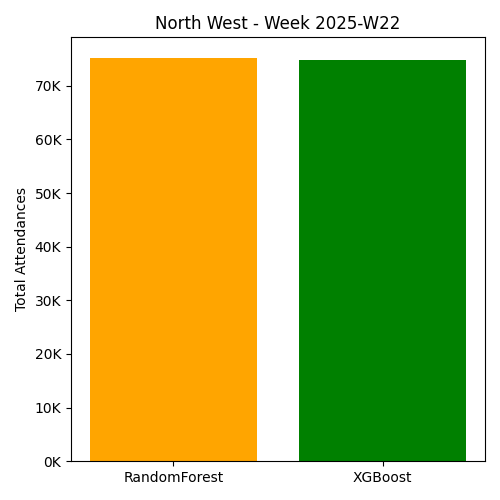 North West - Week 2025-W22
Total Attendances
70K
60K
50K
40K
30K
20K
10K
0K
RandomForest
XGBoost